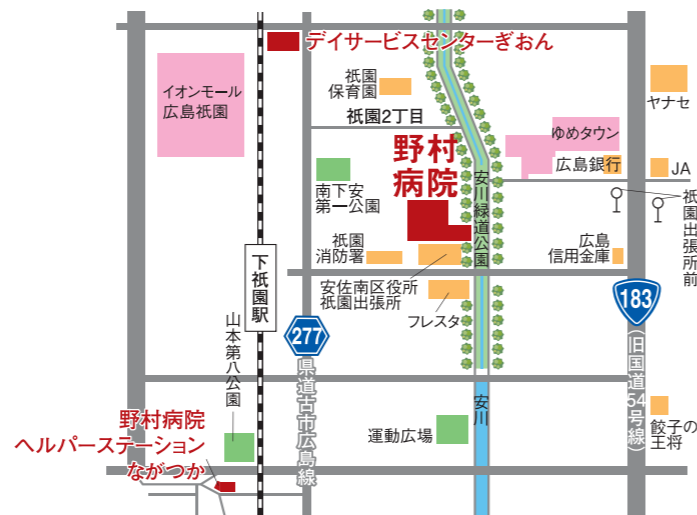 デイサービスセンターぎおん
イオンモール
広島祇園
祇園
保育園
祇園2丁目
野村
病院
ゆめタウン
広島銀行
ヤナセ
JA
祇園出張所前
南下安
第一公園
安川緑道公園
祇園
消防署
広島
信用金庫
安佐南区役所
祇園出張所
フレスタ
下祇園駅
山本第八公園
277
県道古市広島線
183
(旧国道54号線)
野村病院
ヘルパーステーション
ながつか
運動広場
安川
餃子の
王将